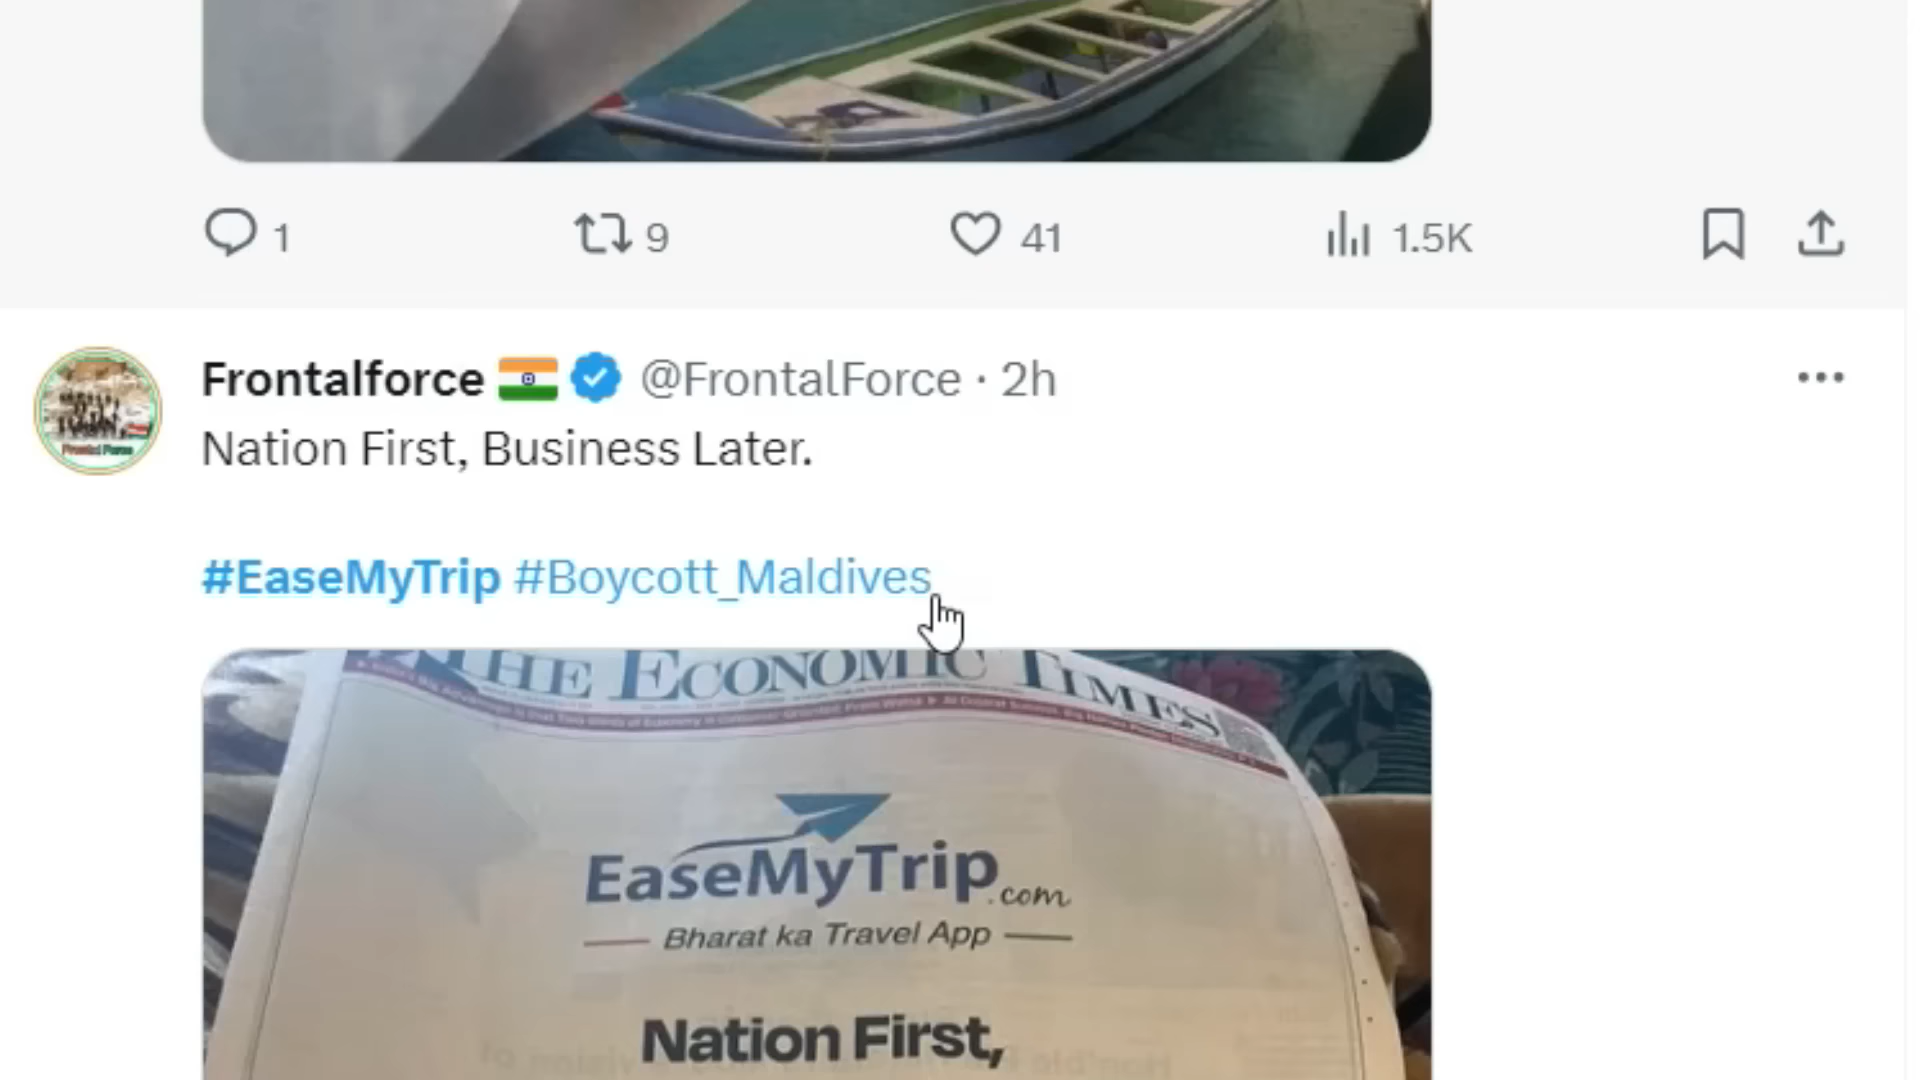 1 9 41 1.5K
Frontalforce @FrontalForce · 2h
Nation First, Business Later.
#EaseMyTrip #Boycott_Maldives
THE ECONOMIC TIMES
EaseMyTrip.com
Bharat ka Travel App
Nation First,